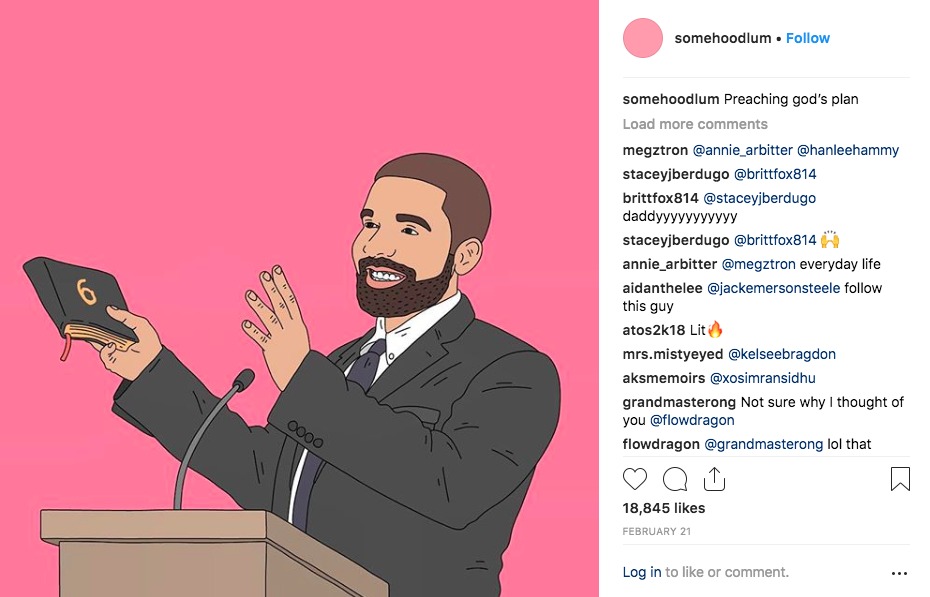 6
somehoodlum • Follow
somehoodlum Preaching god's plan
Load more comments
megztron @annie_arbitter @hanleehammy
staceyjberdugo @brittfox814
brittfox814 @staceyjberdugo
daddyyyyyyyyyyy
staceyjberdugo @brittfox814 🙌
annie_arbitter @megztron everyday life
aidanthelee @jackemersonsteele follow
this guy
atos2k18 Lit🔥
mrs.mistyeyed @kelseebragdon
aksmemoirs @xosimransidhu
grandmasterong Not sure why I thought of
you @flowdragon
flowdragon @grandmasterong lol that
18,845 likes
FEBRUARY 21
Log in to like or comment.